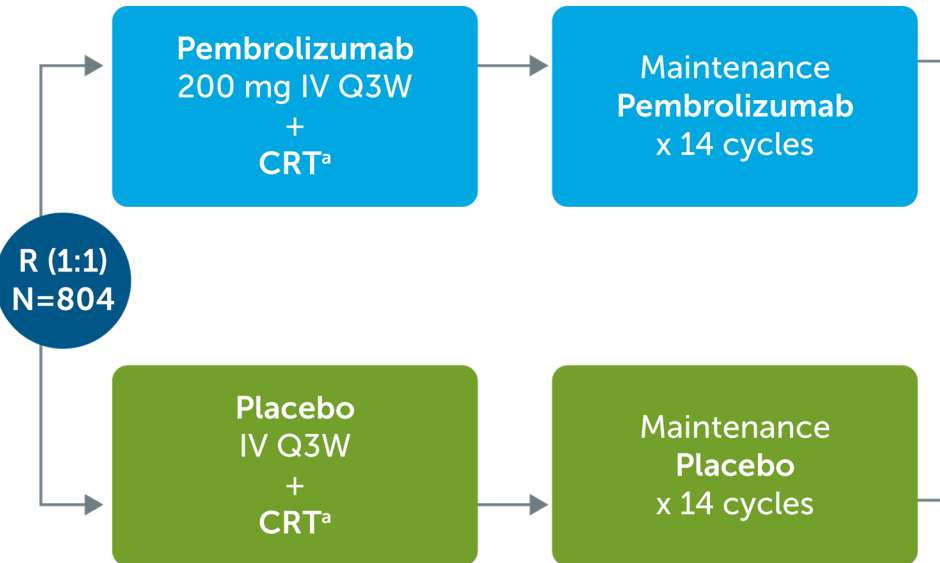 Pembrolizumab
200 mg IV Q3W
+
CRTᵃ
Maintenance
Pembrolizumab
x 14 cycles
R (1:1)
N=804
Placebo
IV Q3W
+
CRTᵃ
Maintenance
Placebo
x 14 cycles